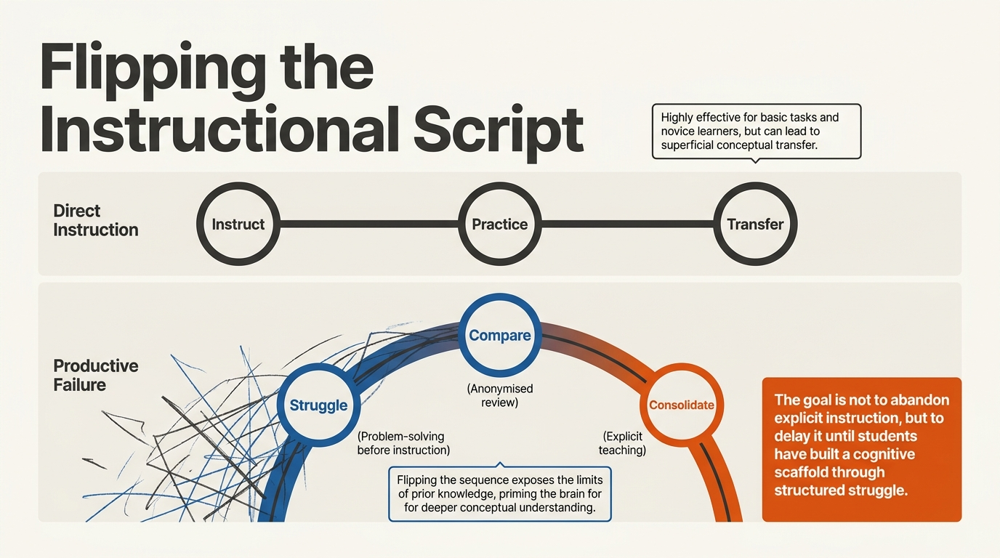 Flipping the
Instructional Script
Highly effective for basic tasks and
novice learners, but can lead to
superficial conceptual transfer.
Direct
Instruction
Instruct
Practice
Transfer
Productive
Failure
Struggle
(Problem-solving
before instruction)
Compare
(Anonymised
review)
Consolidate
(Explicit
teaching)
Flipping the sequence exposes the limits
of prior knowledge, priming the brain for
for deeper conceptual understanding.
The goal is not to abandon
explicit instruction, but to
delay it until students
have built a cognitive
scaffold through
structured struggle.